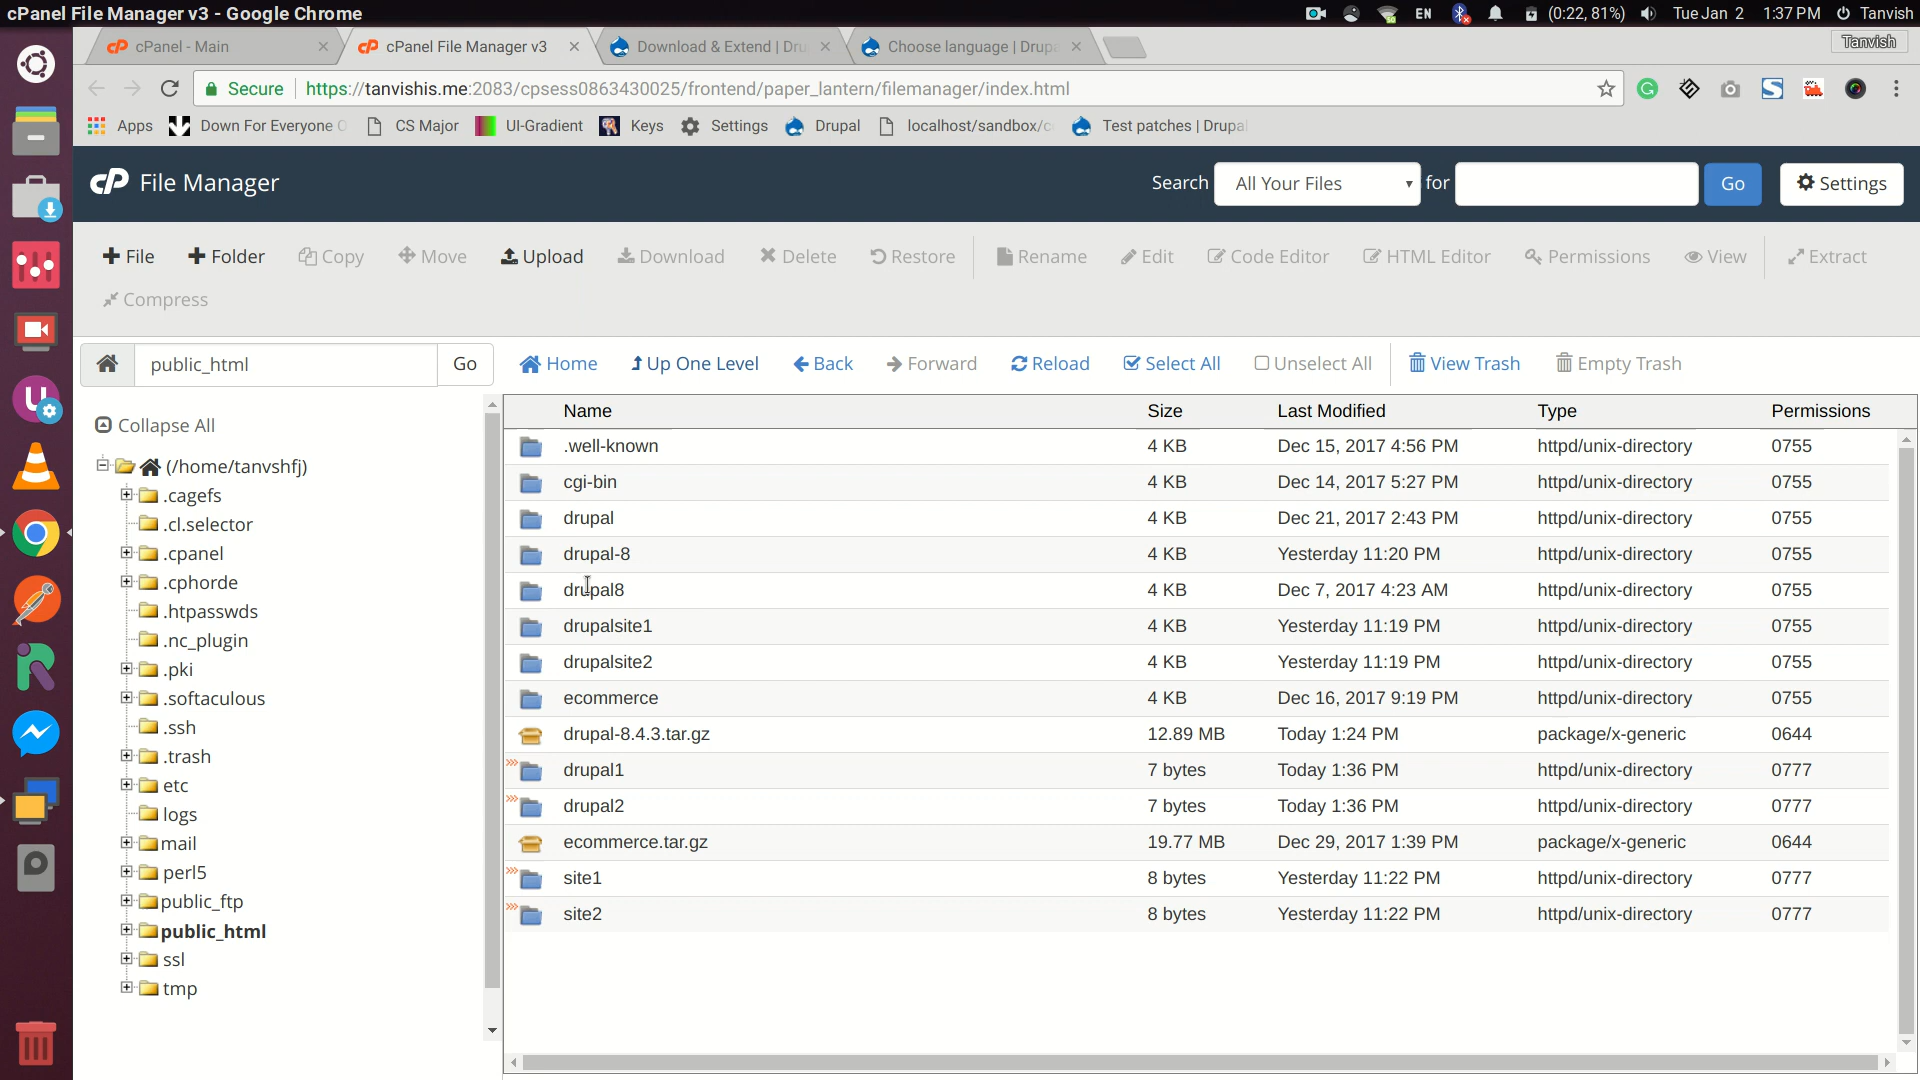 cPanel File Manager v3 - Google Chrome
EN (0:22, 81%) Tue Jan 2 1:37 PM Tanvish
cPanel - Main
cPanel File Manager v3
Download & Extend | Dru
Choose language | Drupa
Tanvish
Secure https://tanvishis.me:2083/cpsess0863430025/frontend/paper_lantern/filemanager/index.html
Apps Down For Everyone O CS Major UI-Gradient Keys Settings Drupal localhost/sandbox/c Test patches | Drupal
cP File Manager
Search All Your Files for Go Settings
File Folder Copy Move Upload Download Delete Restore Rename Edit Code Editor HTML Editor Permissions View Extract
Compress
public_html Go Home Up One Level Back Forward Reload Select All Unselect All View Trash Empty Trash
Collapse All
(/home/tanvshfj)
.cagefs
.cl.selector
.cpanel
.cphorde
.htpasswds
.nc_plugin
.pki
.softaculous
.ssh
.trash
etc
logs
mail
perl5
public_ftp
public_html
ssl
tmp
Name Size Last Modified Type Permissions
.well-known 4 KB Dec 15, 2017 4:56 PM httpd/unix-directory 0755
cgi-bin 4 KB Dec 14, 2017 5:27 PM httpd/unix-directory 0755
drupal 4 KB Dec 21, 2017 2:43 PM httpd/unix-directory 0755
drupal-8 4 KB Yesterday 11:20 PM httpd/unix-directory 0755
drupal8 4 KB Dec 7, 2017 4:23 AM httpd/unix-directory 0755
drupalsite1 4 KB Yesterday 11:19 PM httpd/unix-directory 0755
drupalsite2 4 KB Yesterday 11:19 PM httpd/unix-directory 0755
ecommerce 4 KB Dec 16, 2017 9:19 PM httpd/unix-directory 0755
drupal-8.4.3.tar.gz 12.89 MB Today 1:24 PM package/x-generic 0644
drupal1 7 bytes Today 1:36 PM httpd/unix-directory 0777
drupal2 7 bytes Today 1:36 PM httpd/unix-directory 0777
ecommerce.tar.gz 19.77 MB Dec 29, 2017 1:39 PM package/x-generic 0644
site1 8 bytes Yesterday 11:22 PM httpd/unix-directory 0777
site2 8 bytes Yesterday 11:22 PM httpd/unix-directory 0777